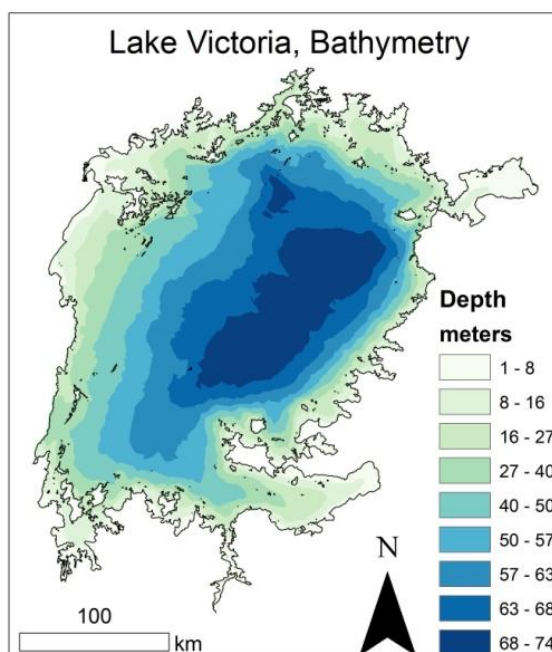 Lake Victoria, Bathymetry
Depth
meters
1 - 8
8 - 16
16 - 27
27 - 40
40 - 50
50 - 57
57 - 63
63 - 68
68 - 74
N
100
km